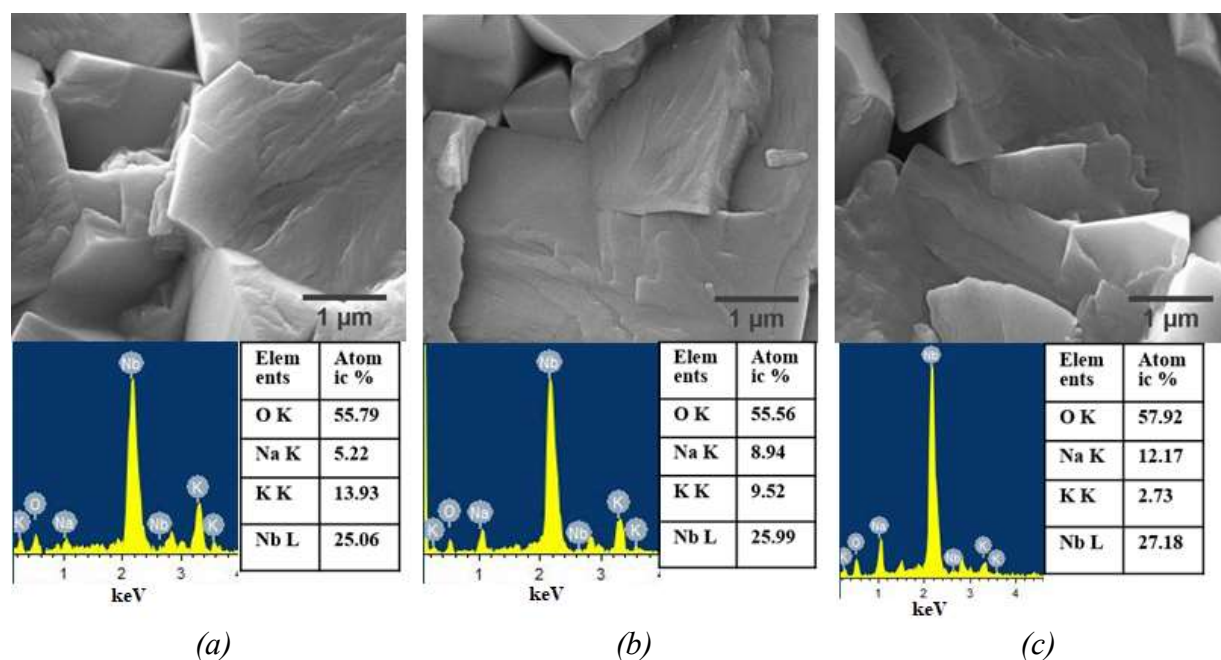 1 μm
1 μm
1 μm
Nb
K
O
Na
Nb
K
K
1
2
3
4
keV
Elem
ents
Atom
ic %
O K
55.79
Na K
5.22
K K
13.93
Nb L
25.06
Nb
K
O
Na
Nb
K
K
1
2
3
keV
Elem
ents
Atom
ic %
O K
55.56
Na K
8.94
K K
9.52
Nb L
25.99
Nb
O
Na
Nb
K
K
1
2
3
4
keV
Elem
ents
Atom
ic %
O K
57.92
Na K
12.17
K K
2.73
Nb L
27.18
(a)
(b)
(c)